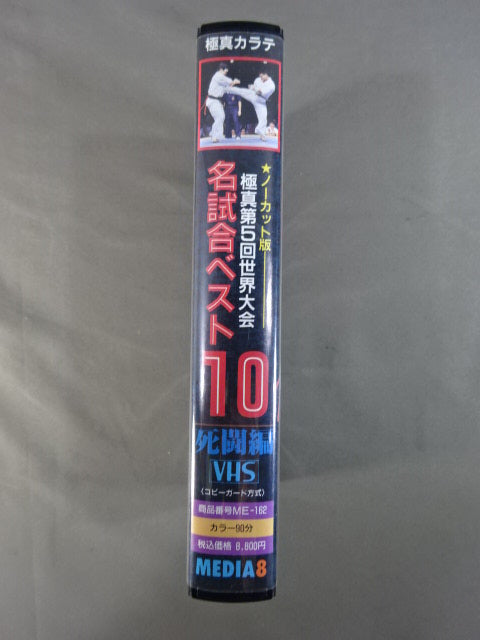 極真カラテ
★ノーカット版
極真第5回世界大会
名試合ベスト
10
死闘編
VHS
〈コピーガード方式〉
商品番号ME-162
カラー90分
税込価格 8,800円
MEDIA8